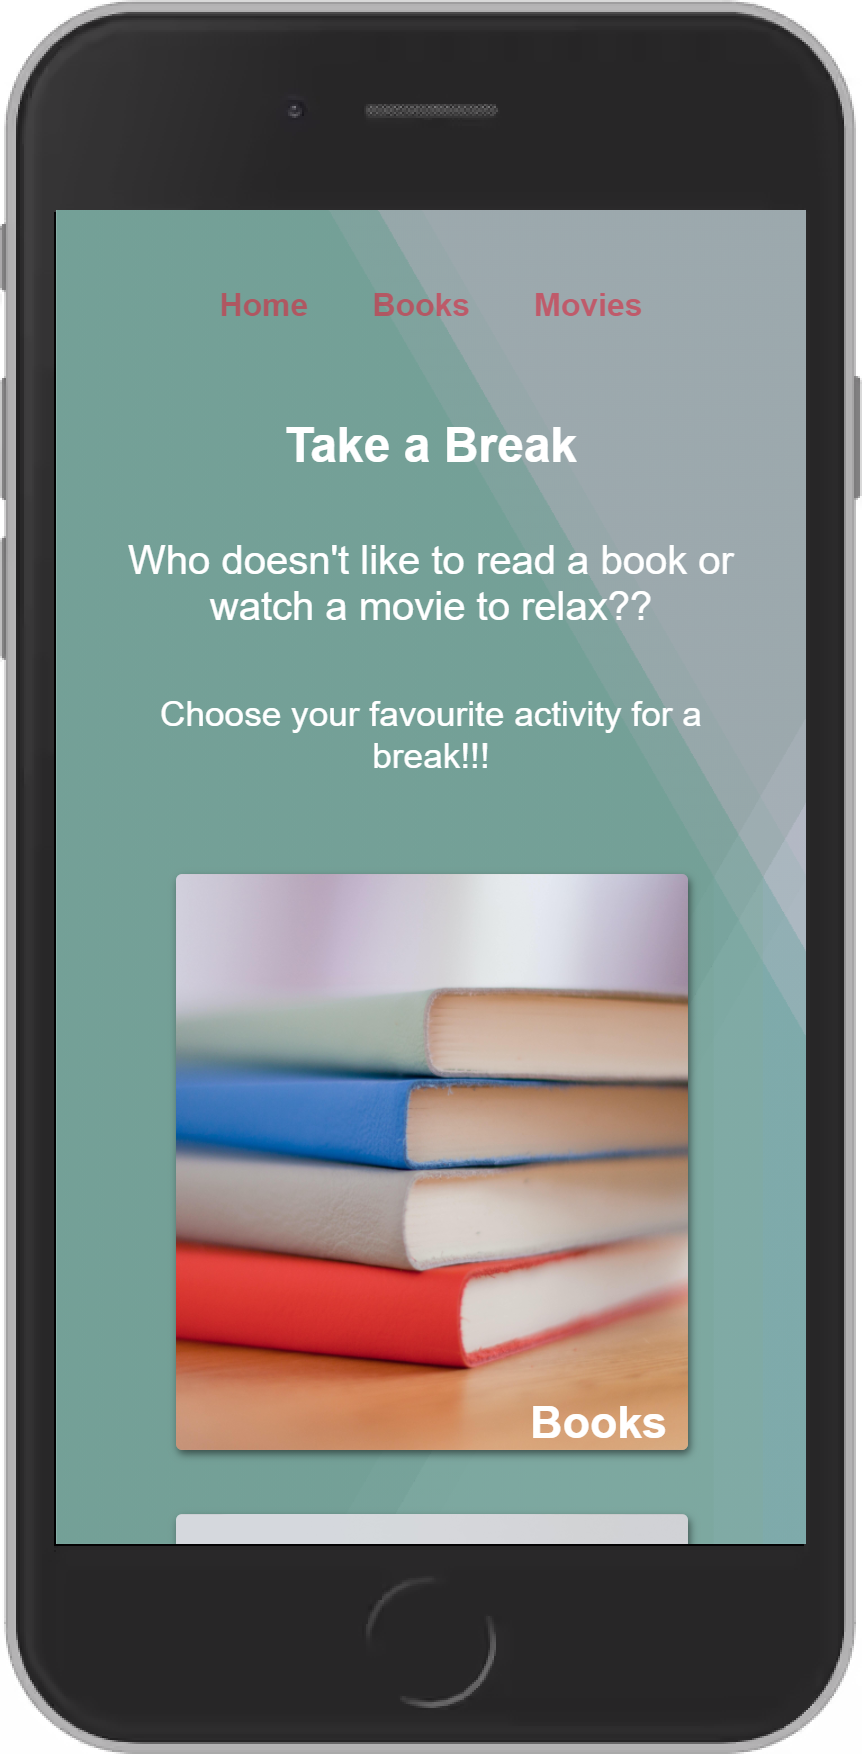 Home Books Movies
Take a Break
Who doesn't like to read a book or
watch a movie to relax??
Choose your favourite activity for a
break!!!
Books